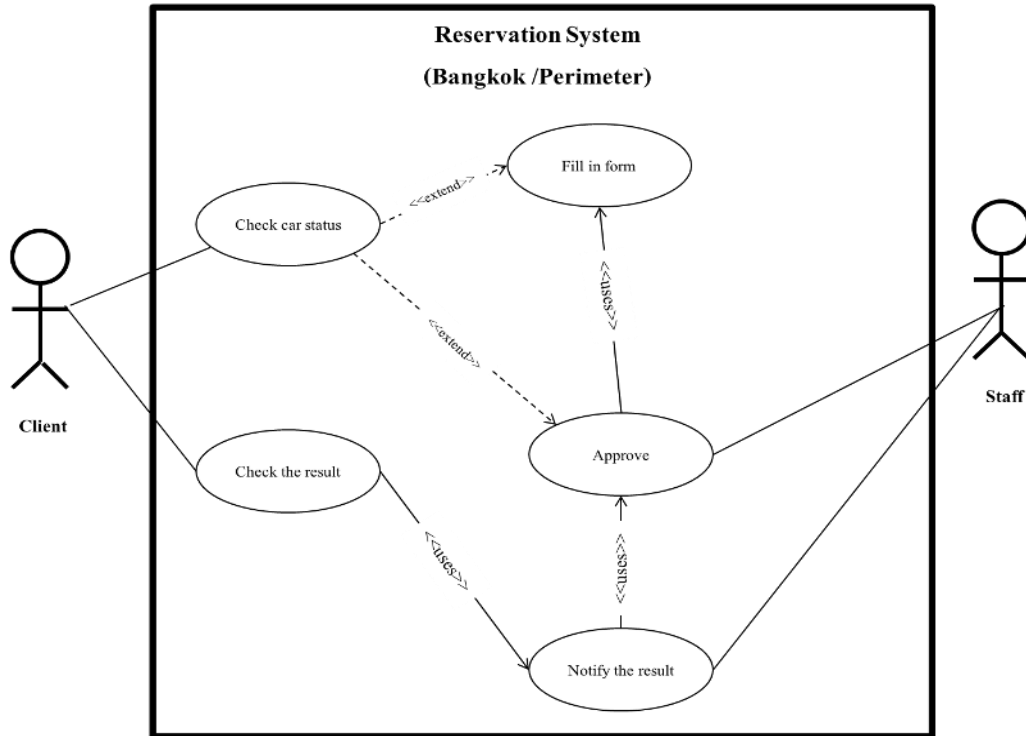 Reservation System
(Bangkok /Perimeter)
Fill in form
<<extend>>
Check car status
<<uses>>
<<extend>>
Client
Staff
Approve
Check the result
<<uses>>
<<uses>>
Notify the result